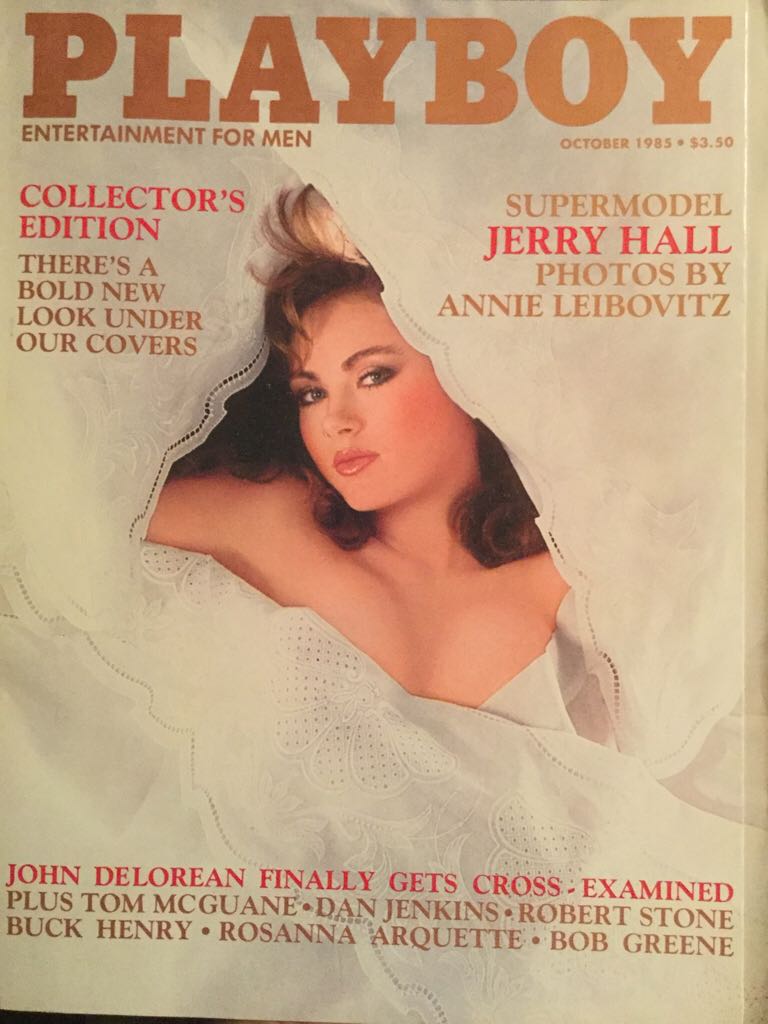 PLAYBOY
ENTERTAINMENT FOR MEN
OCTOBER 1985 • $3.50
COLLECTOR'S
EDITION
THERE'S A
BOLD NEW
LOOK UNDER
OUR COVERS
SUPERMODEL
JERRY HALL
PHOTOS BY
ANNIE LEIBOVITZ
JOHN DELOREAN FINALLY GETS CROSS-EXAMINED
PLUS TOM MCGUANE • DAN JENKINS • ROBERT STONE
BUCK HENRY • ROSANNA ARQUETTE • BOB GREENE